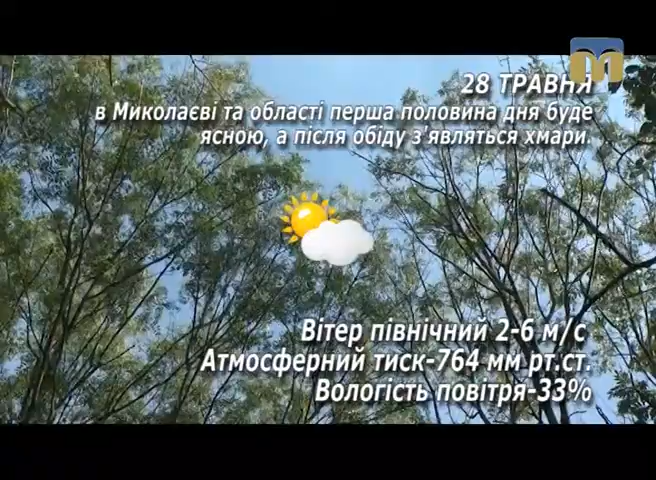 28 ТРАВНЯ
в Миколаєві та області перша половина дня буде
ясною, а після обіду з'являться хмари.
Вітер північний 2-6 м/с
Атмосферний тиск-764 мм рт.ст.
Вологість повітря-33%